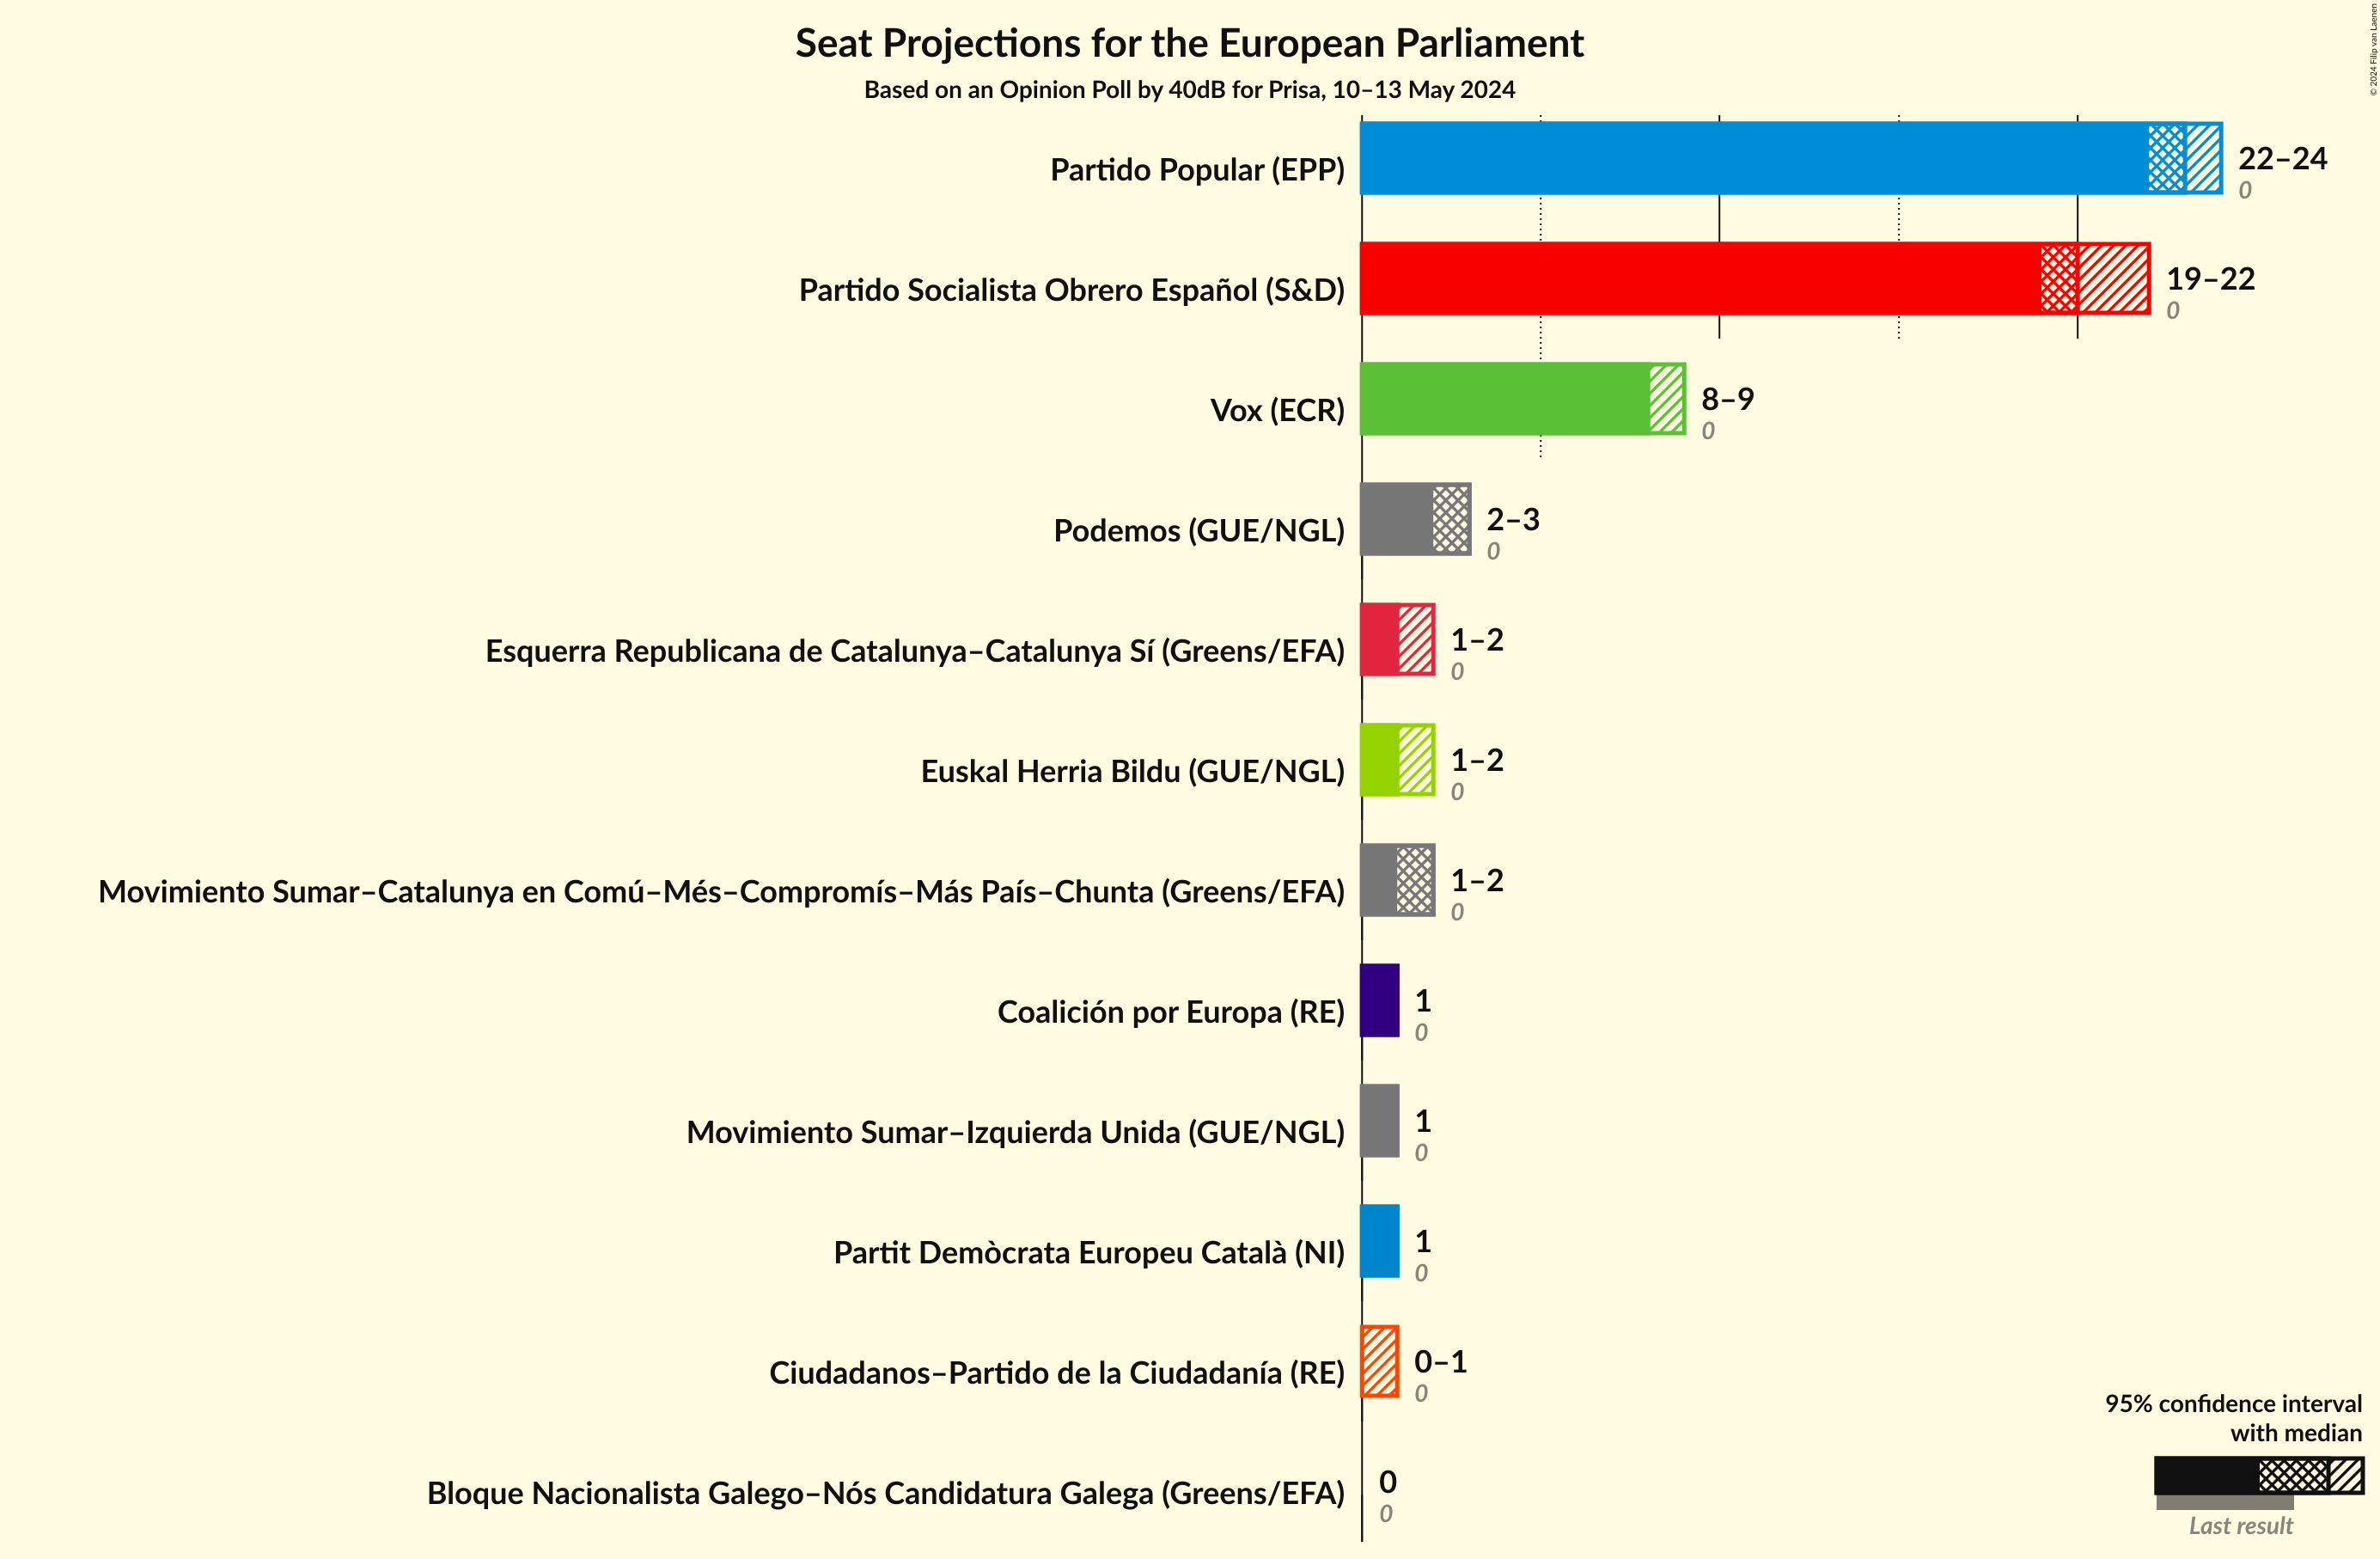 Seat Projections for the European Parliament
Based on an Opinion Poll by 40dB for Prisa, 10–13 May 2024
© 2024 Filip van Laenen
Partido Popular (EPP)
22–24
0
Partido Socialista Obrero Español (S&D)
19–22
0
Vox (ECR)
8–9
0
Podemos (GUE/NGL)
2–3
0
Esquerra Republicana de Catalunya–Catalunya Sí (Greens/EFA)
1–2
0
Euskal Herria Bildu (GUE/NGL)
1–2
0
Movimiento Sumar–Catalunya en Comú–Més–Compromís–Más País–Chunta (Greens/EFA)
1–2
0
Coalición por Europa (RE)
1
0
Movimiento Sumar–Izquierda Unida (GUE/NGL)
1
0
Partit Demòcrata Europeu Català (NI)
1
0
Ciudadanos–Partido de la Ciudadanía (RE)
0–1
0
Bloque Nacionalista Galego–Nós Candidatura Galega (Greens/EFA)
0
0
95% confidence interval
with median
Last result